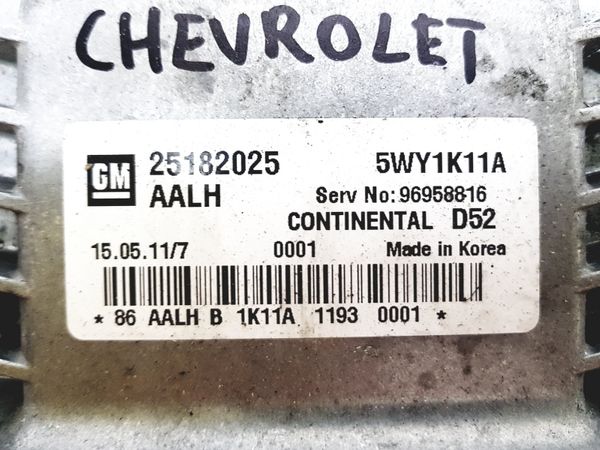 CHEVROLET
GM 25182025 5WY1K11A
AALH Serv No: 96958816
CONTINENTAL D52
15.05.11/7 0001 Made in Korea
* 86 AALH B 1K11A 1193 0001 *